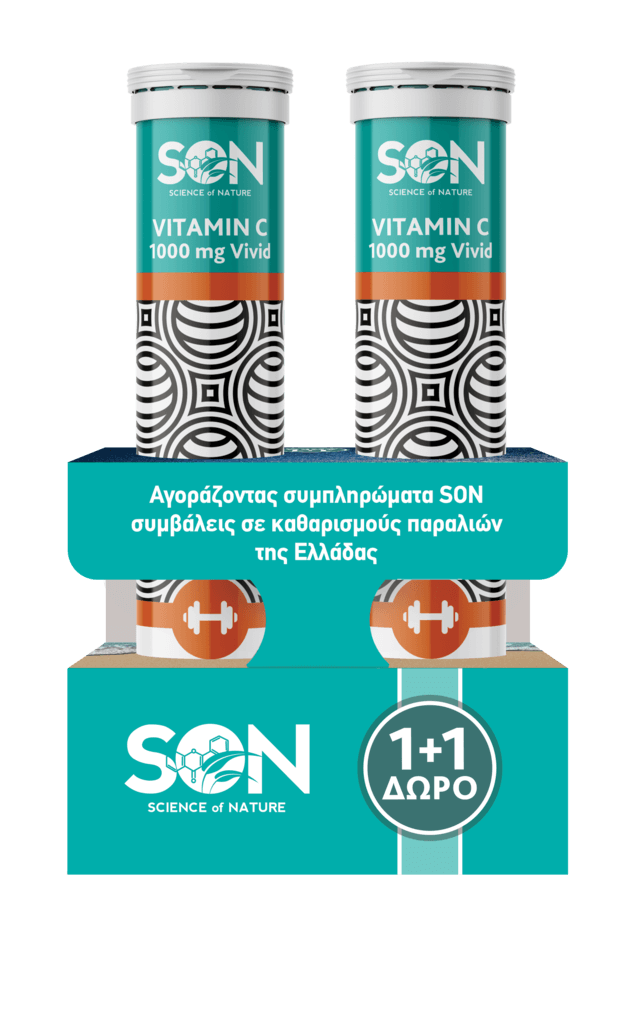 SON
SCIENCE of NATURE
VITAMIN C
1000 mg Vivid
SON
SCIENCE of NATURE
VITAMIN C
1000 mg Vivid
Αγοράζοντας συμπληρώματα SON
συμβάλεις σε καθαρισμούς παραλιών
της Ελλάδας
SON
SCIENCE of NATURE
1+1
ΔΩΡΟ